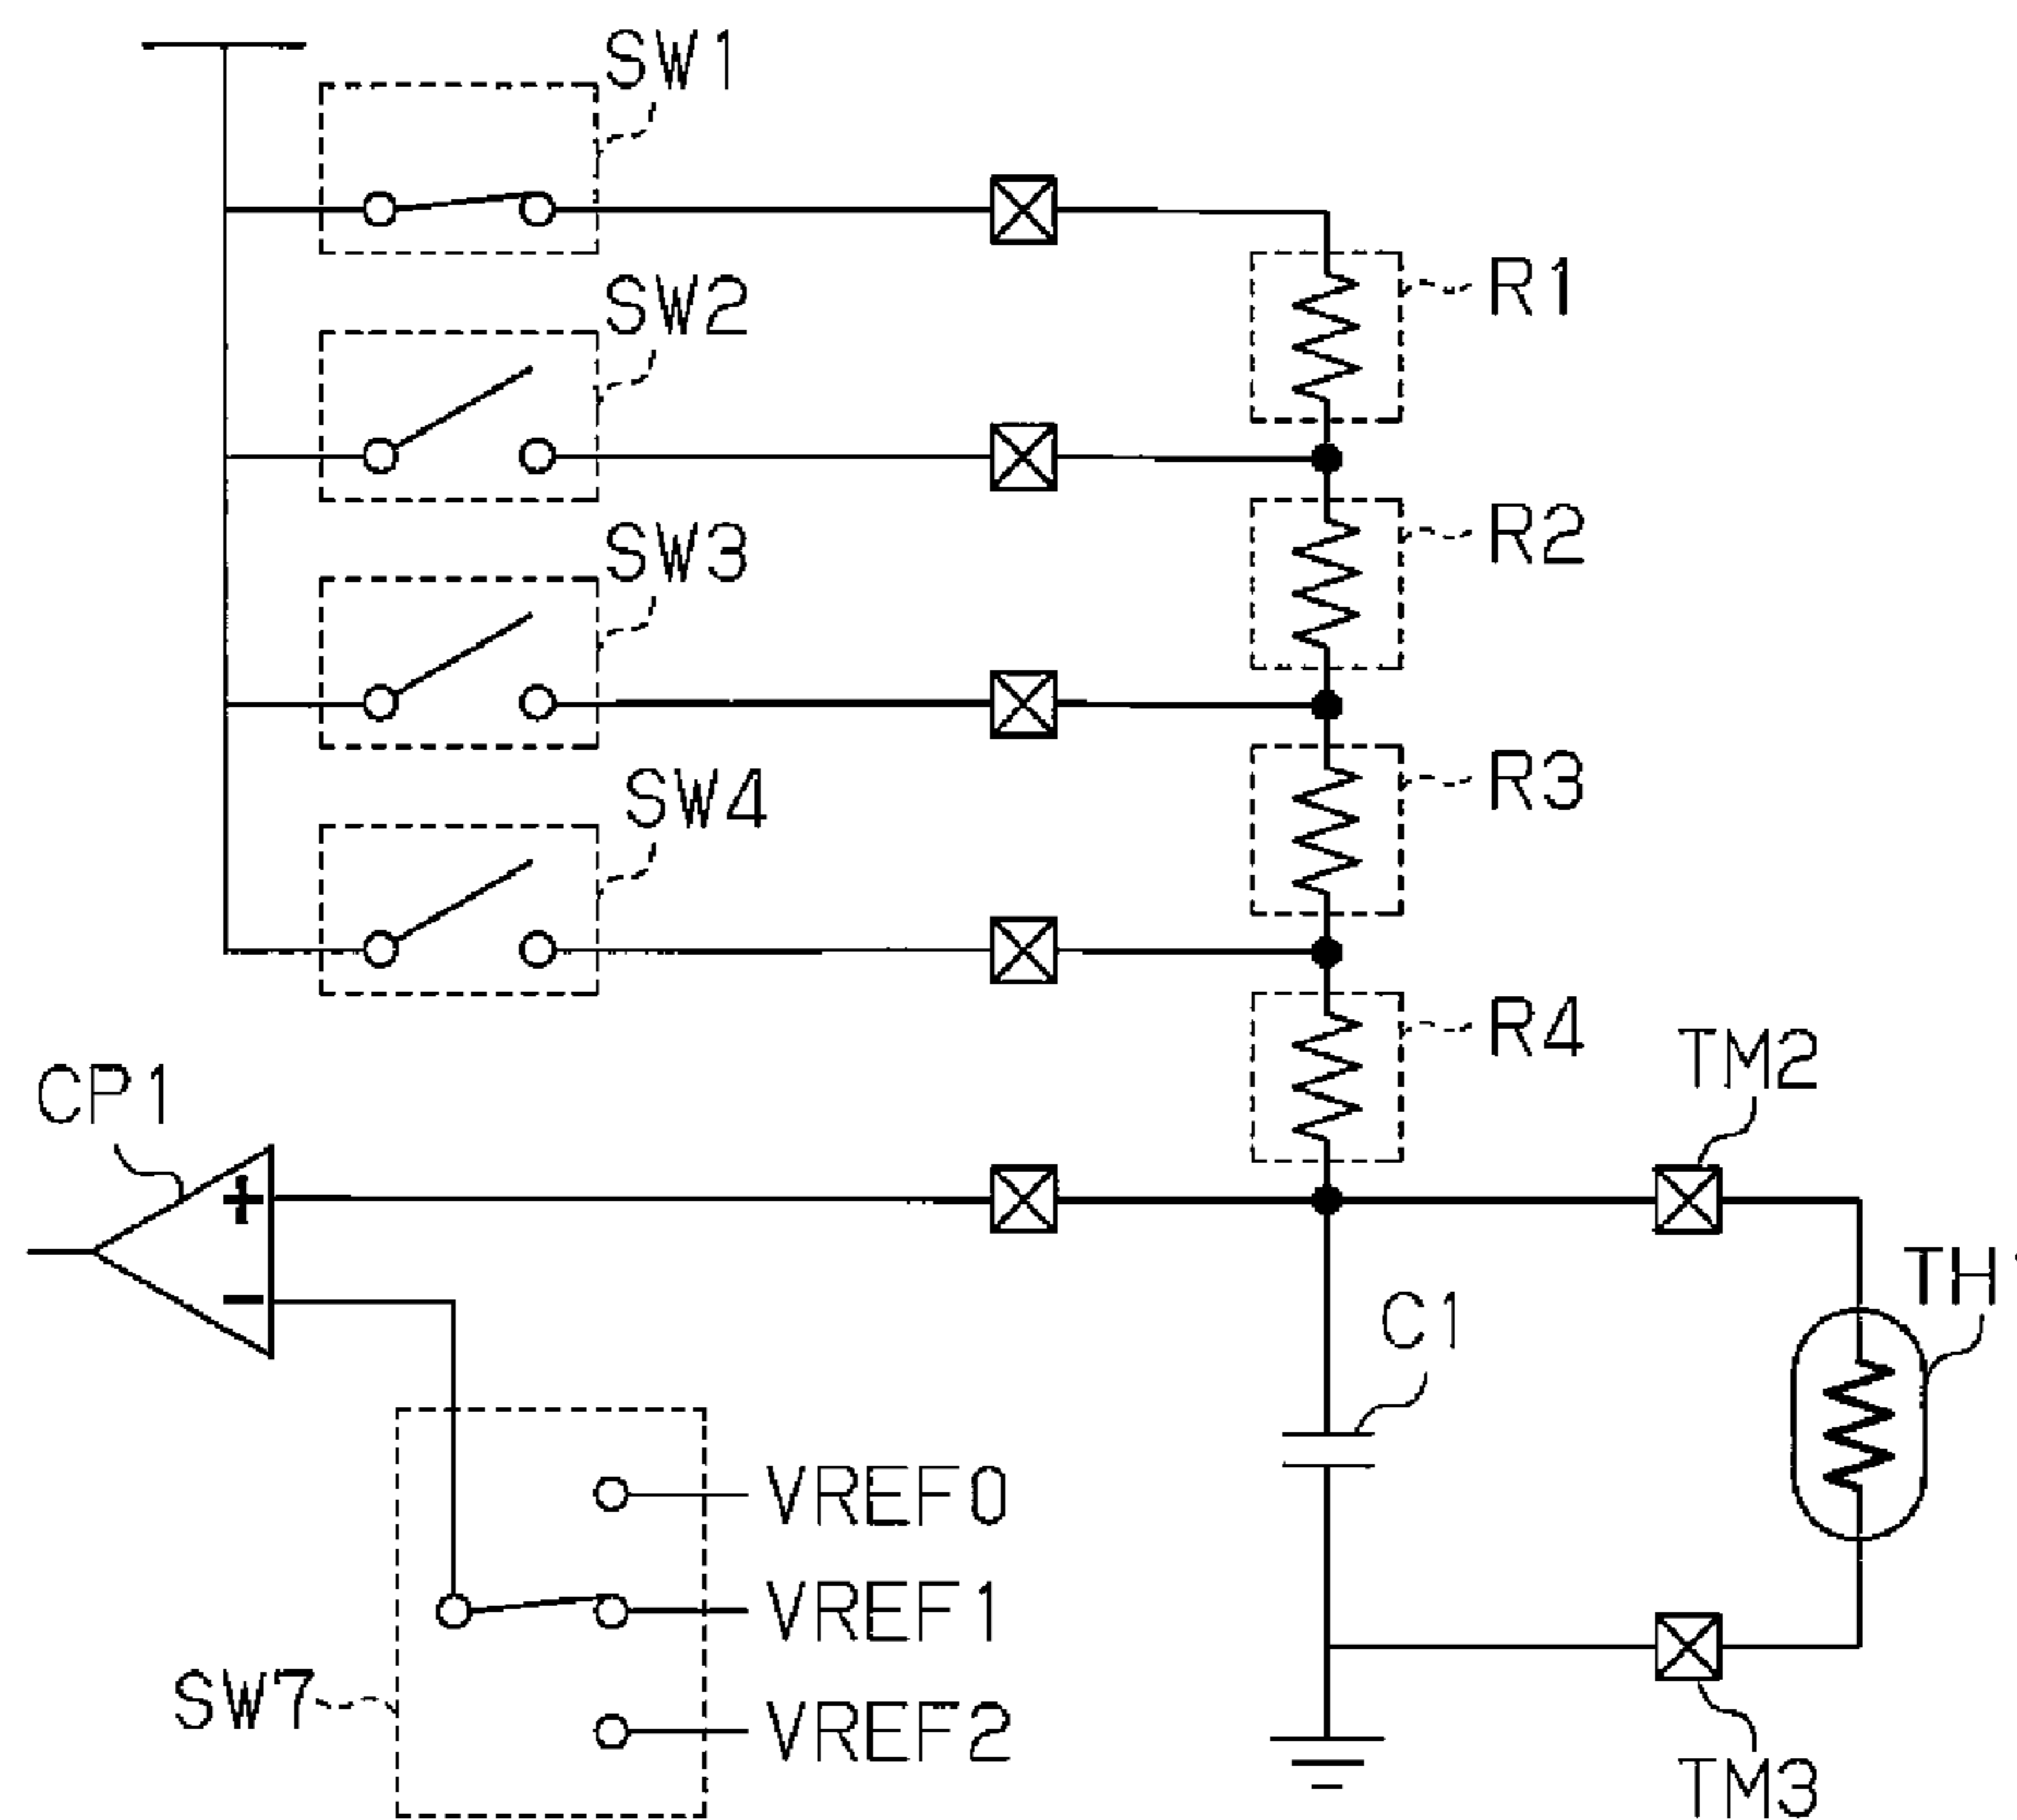 SW1
SW2
R1
SW3
R2
SW4
R3
R4
TM2
CP1
+
TH1
−
C1
VREF0
VREF1
SW7
VREF2
TM3